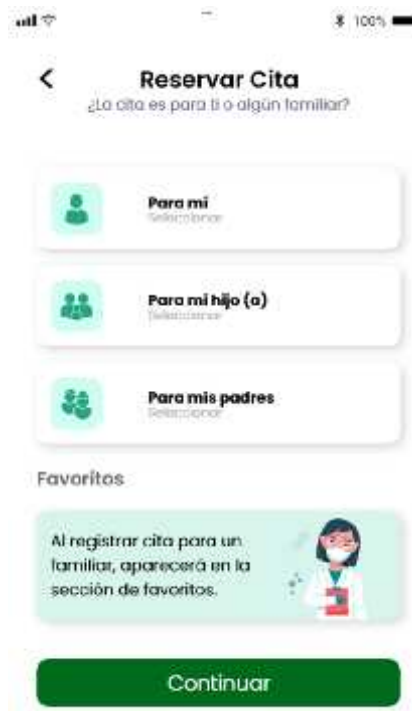 100%
Reservar Cita
¿La cita es para ti o algún familiar?
Para mi
Seleccionar
Para mi hijo (a)
Seleccionar
Para mis padres
Seleccionar
Favoritos
Al registrar cita para un
familiar, aparecerá en la
sección de favoritos.
Continuar